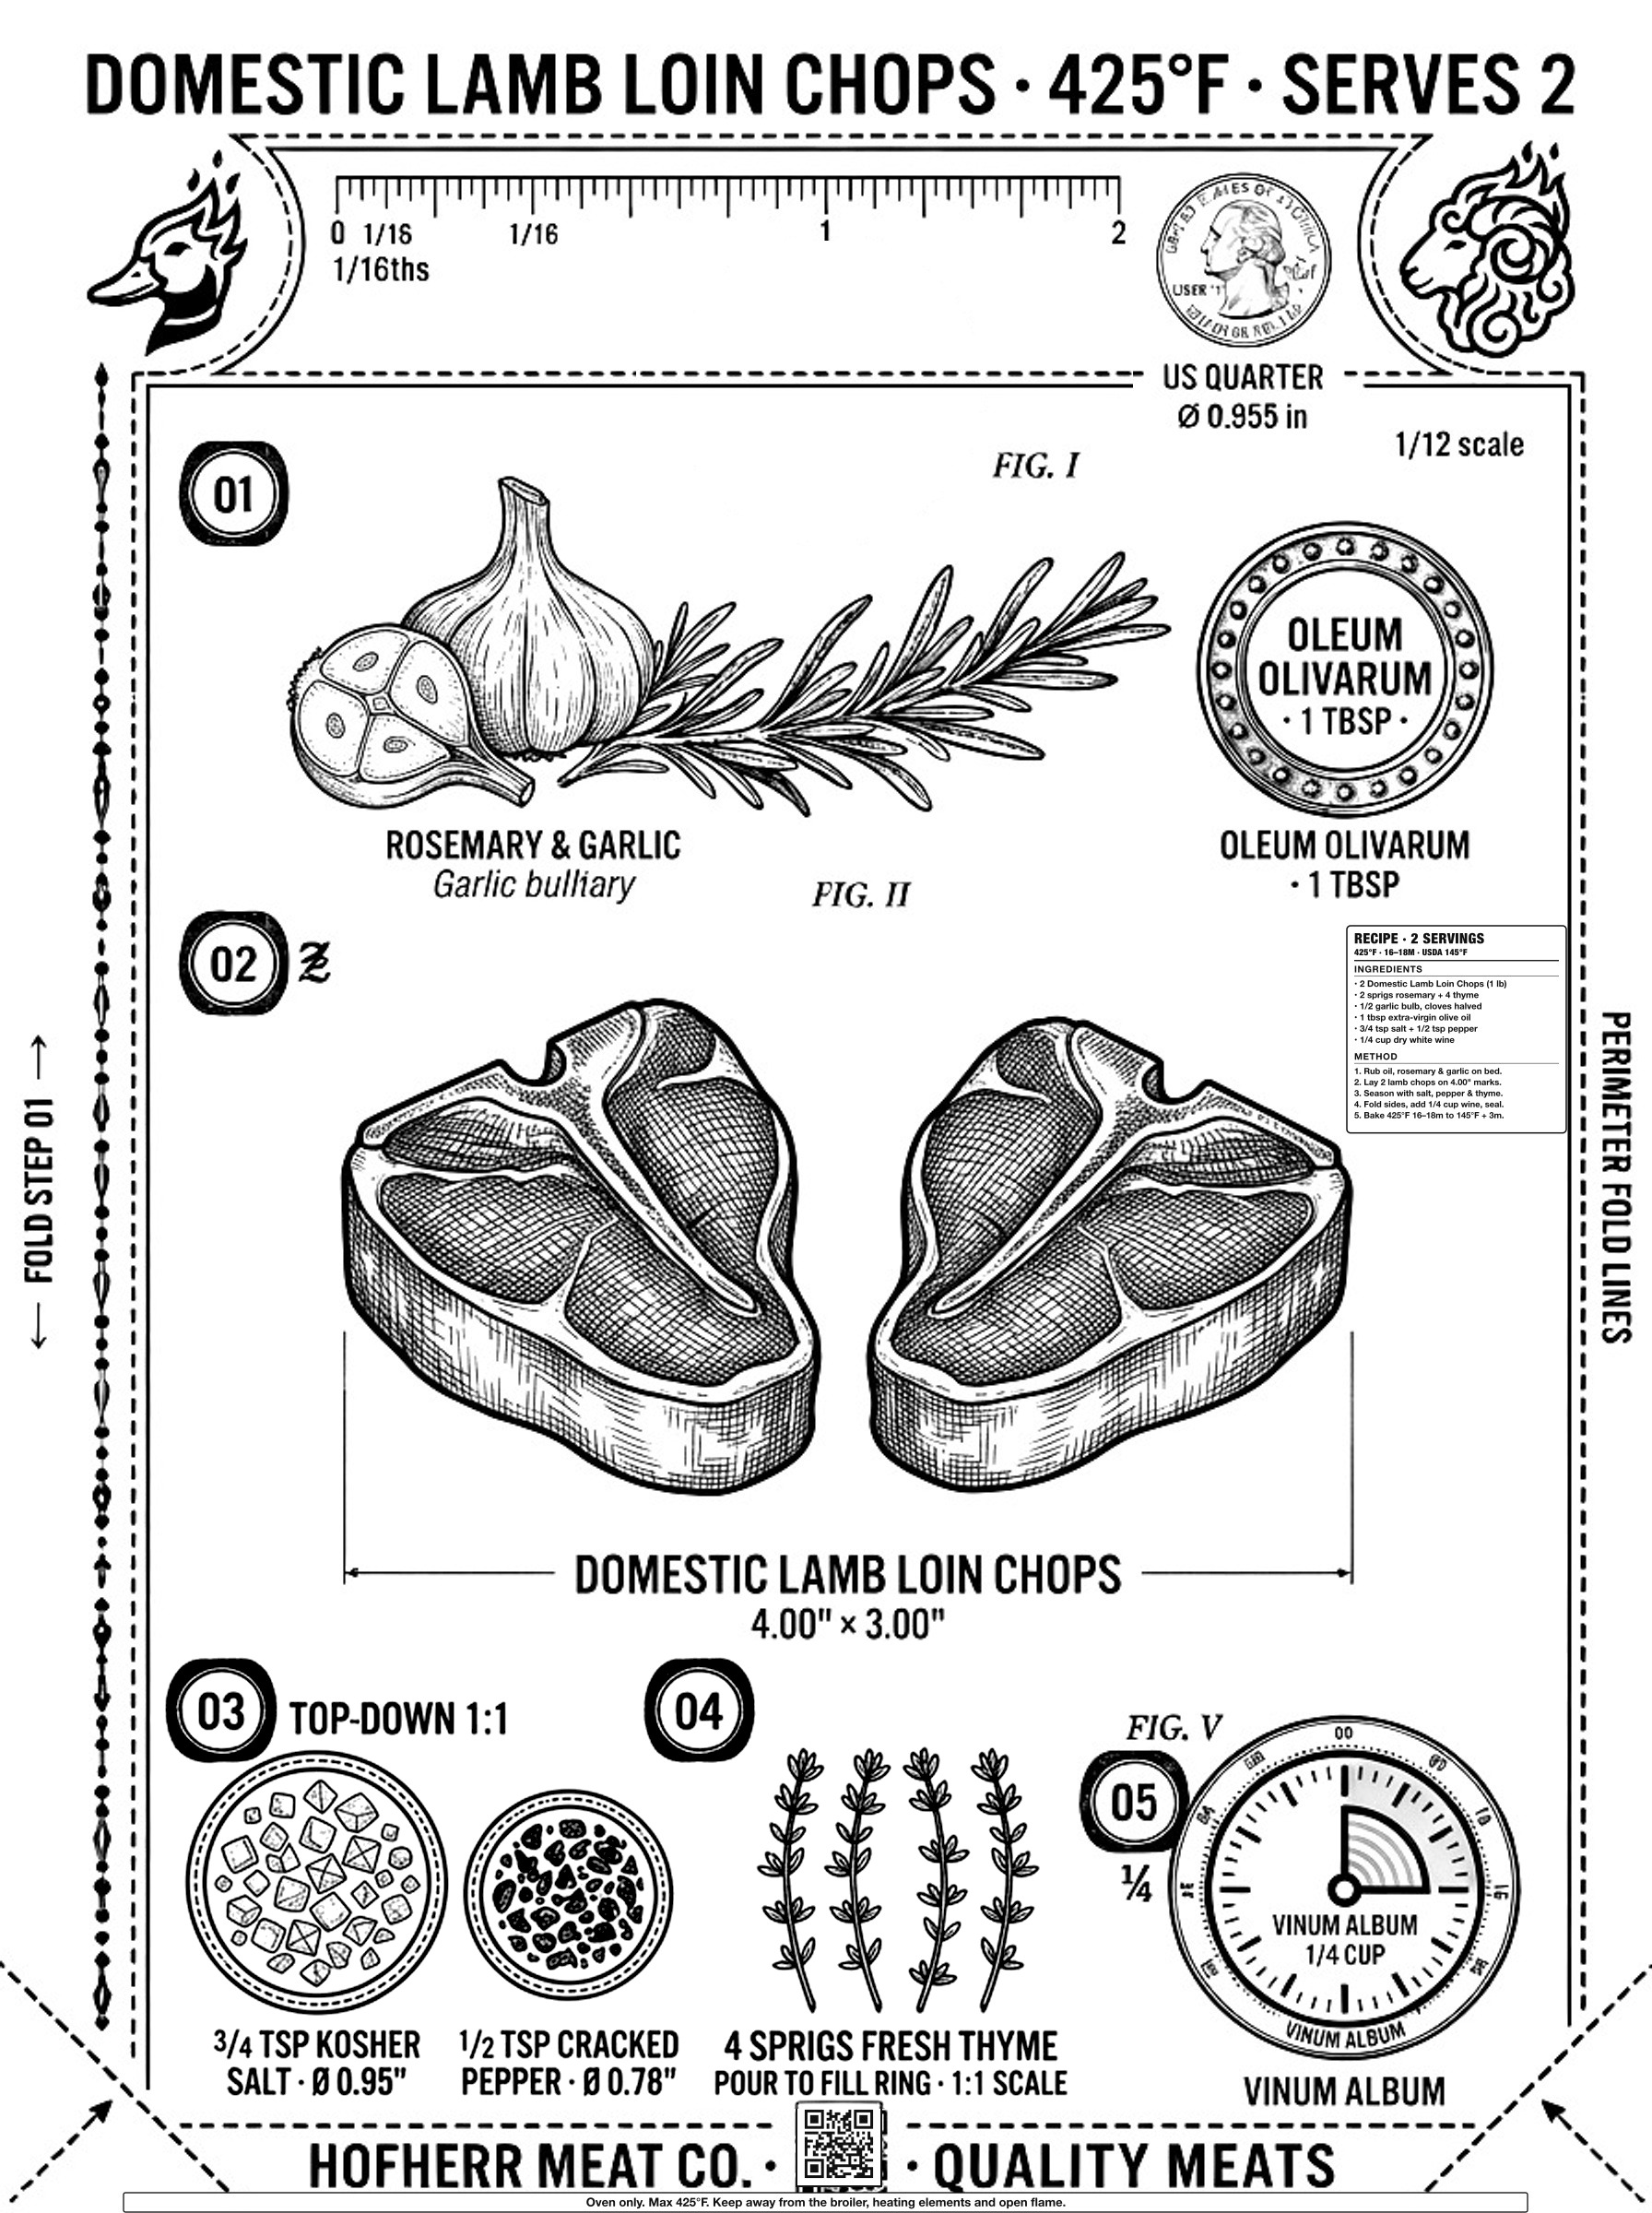 DOMESTIC LAMB LOIN CHOPS · 425°F · SERVES 2
0 1/16 1/16 1 2
1/16ths
US QUARTER
Ø 0.955 in
1/12 scale
01
FIG. I
OLEUM
OLIVARUM
· 1 TBSP ·
ROSEMARY & GARLIC
Garlic bulliary
OLEUM OLIVARUM
· 1 TBSP
FIG. II
02
RECIPE · 2 SERVINGS
425°F · 16–18M · USDA 145°F
INGREDIENTS
· 2 Domestic Lamb Loin Chops (1 lb)
· 2 sprigs rosemary + 4 thyme
· 1/2 garlic bulb, cloves halved
· 1 tbsp extra-virgin olive oil
· 3/4 tsp salt + 1/2 tsp pepper
· 1/4 cup dry white wine
METHOD
1. Rub oil, rosemary & garlic on bed.
2. Lay 2 lamb chops on 4.00" marks.
3. Season with salt, pepper & thyme.
4. Fold sides, add 1/4 cup wine, seal.
5. Bake 425°F 16–18m to 145°F + 3m.
← FOLD STEP 01 →
PERIMETER FOLD LINES
DOMESTIC LAMB LOIN CHOPS
4.00" × 3.00"
03
TOP-DOWN 1:1
04
FIG. V
05
1/4
00
VINUM ALBUM
1/4 CUP
VINUM ALBUM
3/4 TSP KOSHER
SALT · Ø 0.95"
1/2 TSP CRACKED
PEPPER · Ø 0.78"
4 SPRIGS FRESH THYME
POUR TO FILL RING · 1:1 SCALE
VINUM ALBUM
HOFHERR MEAT CO. · · QUALITY MEATS
Oven only. Max 425°F. Keep away from the broiler, heating elements and open flame.